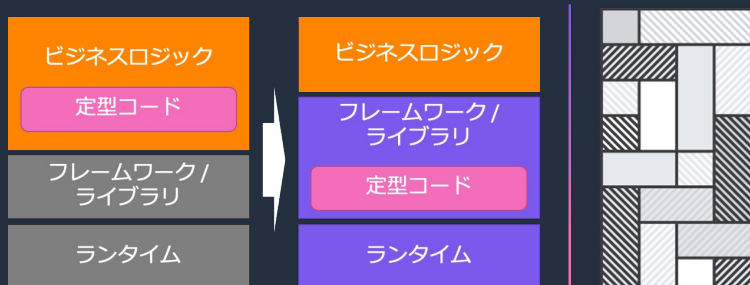 ビジネスロジック
定型コード
フレームワーク/
ライブラリ
ランタイム
ビジネスロジック
フレームワーク/
ライブラリ
定型コード
ランタイム